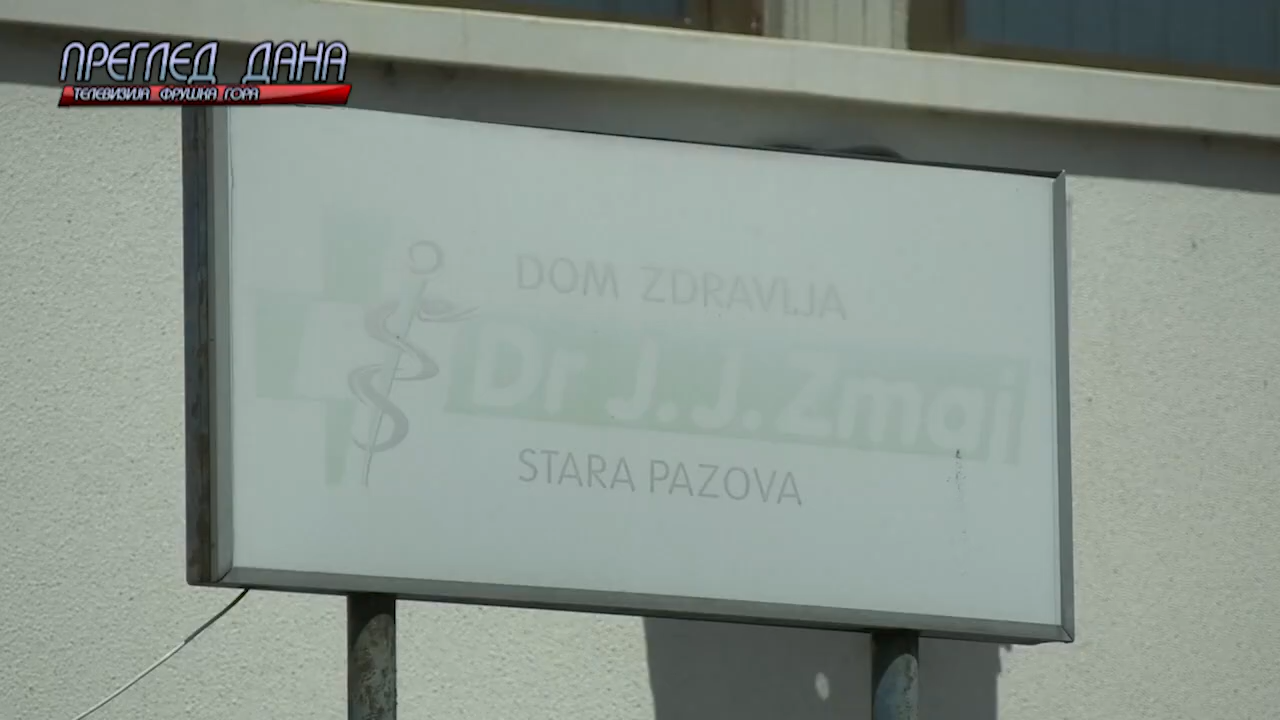 ПРЕГЛЕД ДАНА
ТЕЛЕВИЗИЈА ФРУШКА ГОРА
DOM ZDRAVLJA
Dr J.J.Zmaj
STARA PAZOVA